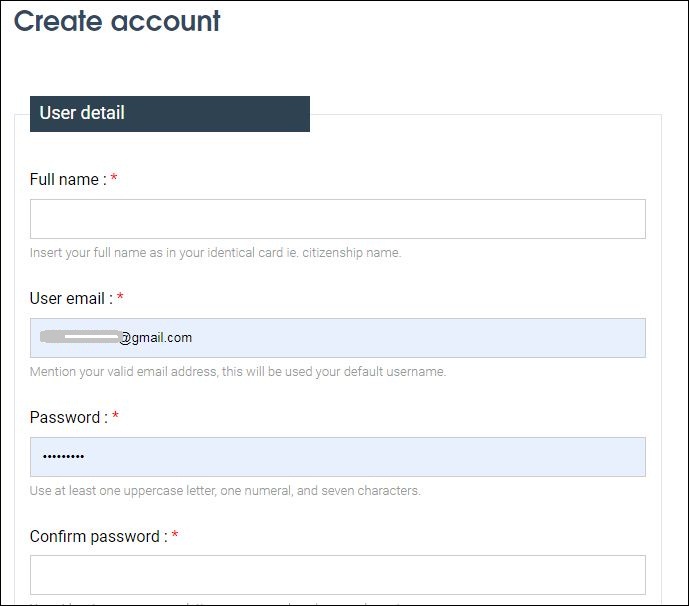 Create account
User detail
Full name : *
Insert your full name as in your identical card ie. citizenship name.
User email : *
@gmail.com
Mention your valid email address, this will be used your default username.
Password : *
•••••••••
Use at least one uppercase letter, one numeral, and seven characters.
Confirm password : *